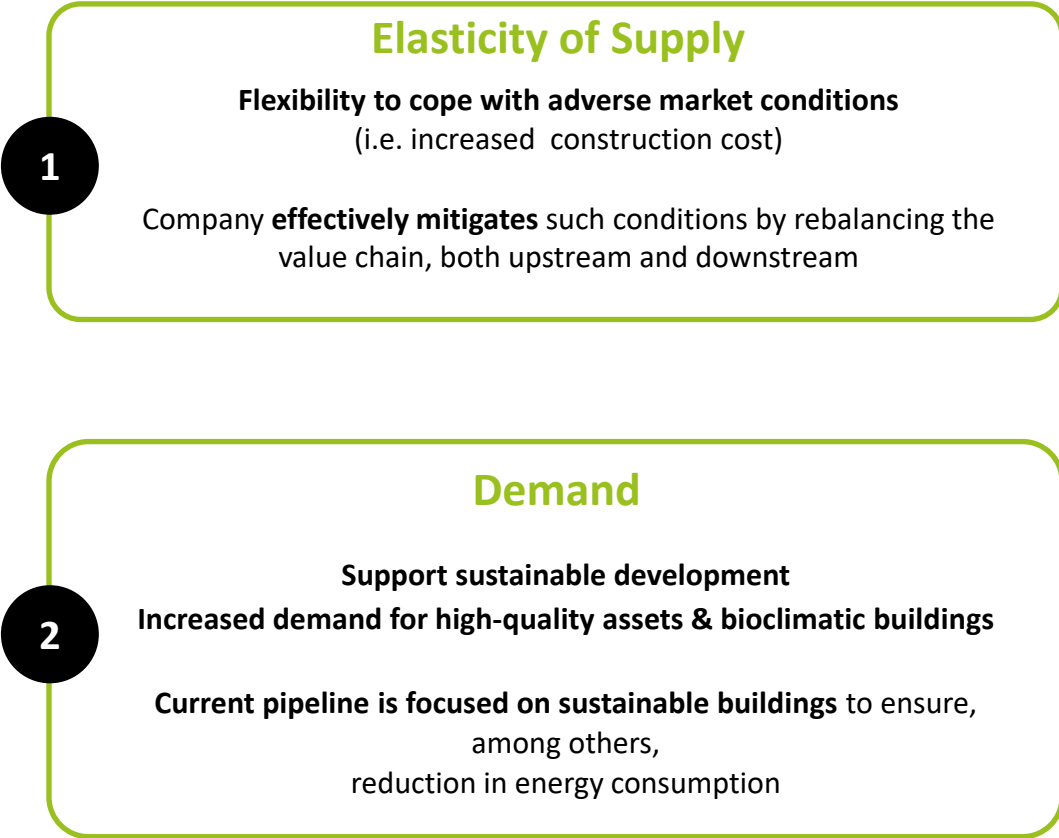 Elasticity of Supply
Flexibility to cope with adverse market conditions
(i.e. increased  construction cost)
1
Company effectively mitigates such conditions by rebalancing the
value chain, both upstream and downstream
Demand
Support sustainable development
Increased demand for high-quality assets & bioclimatic buildings
2
Current pipeline is focused on sustainable buildings to ensure,
among others,
reduction in energy consumption